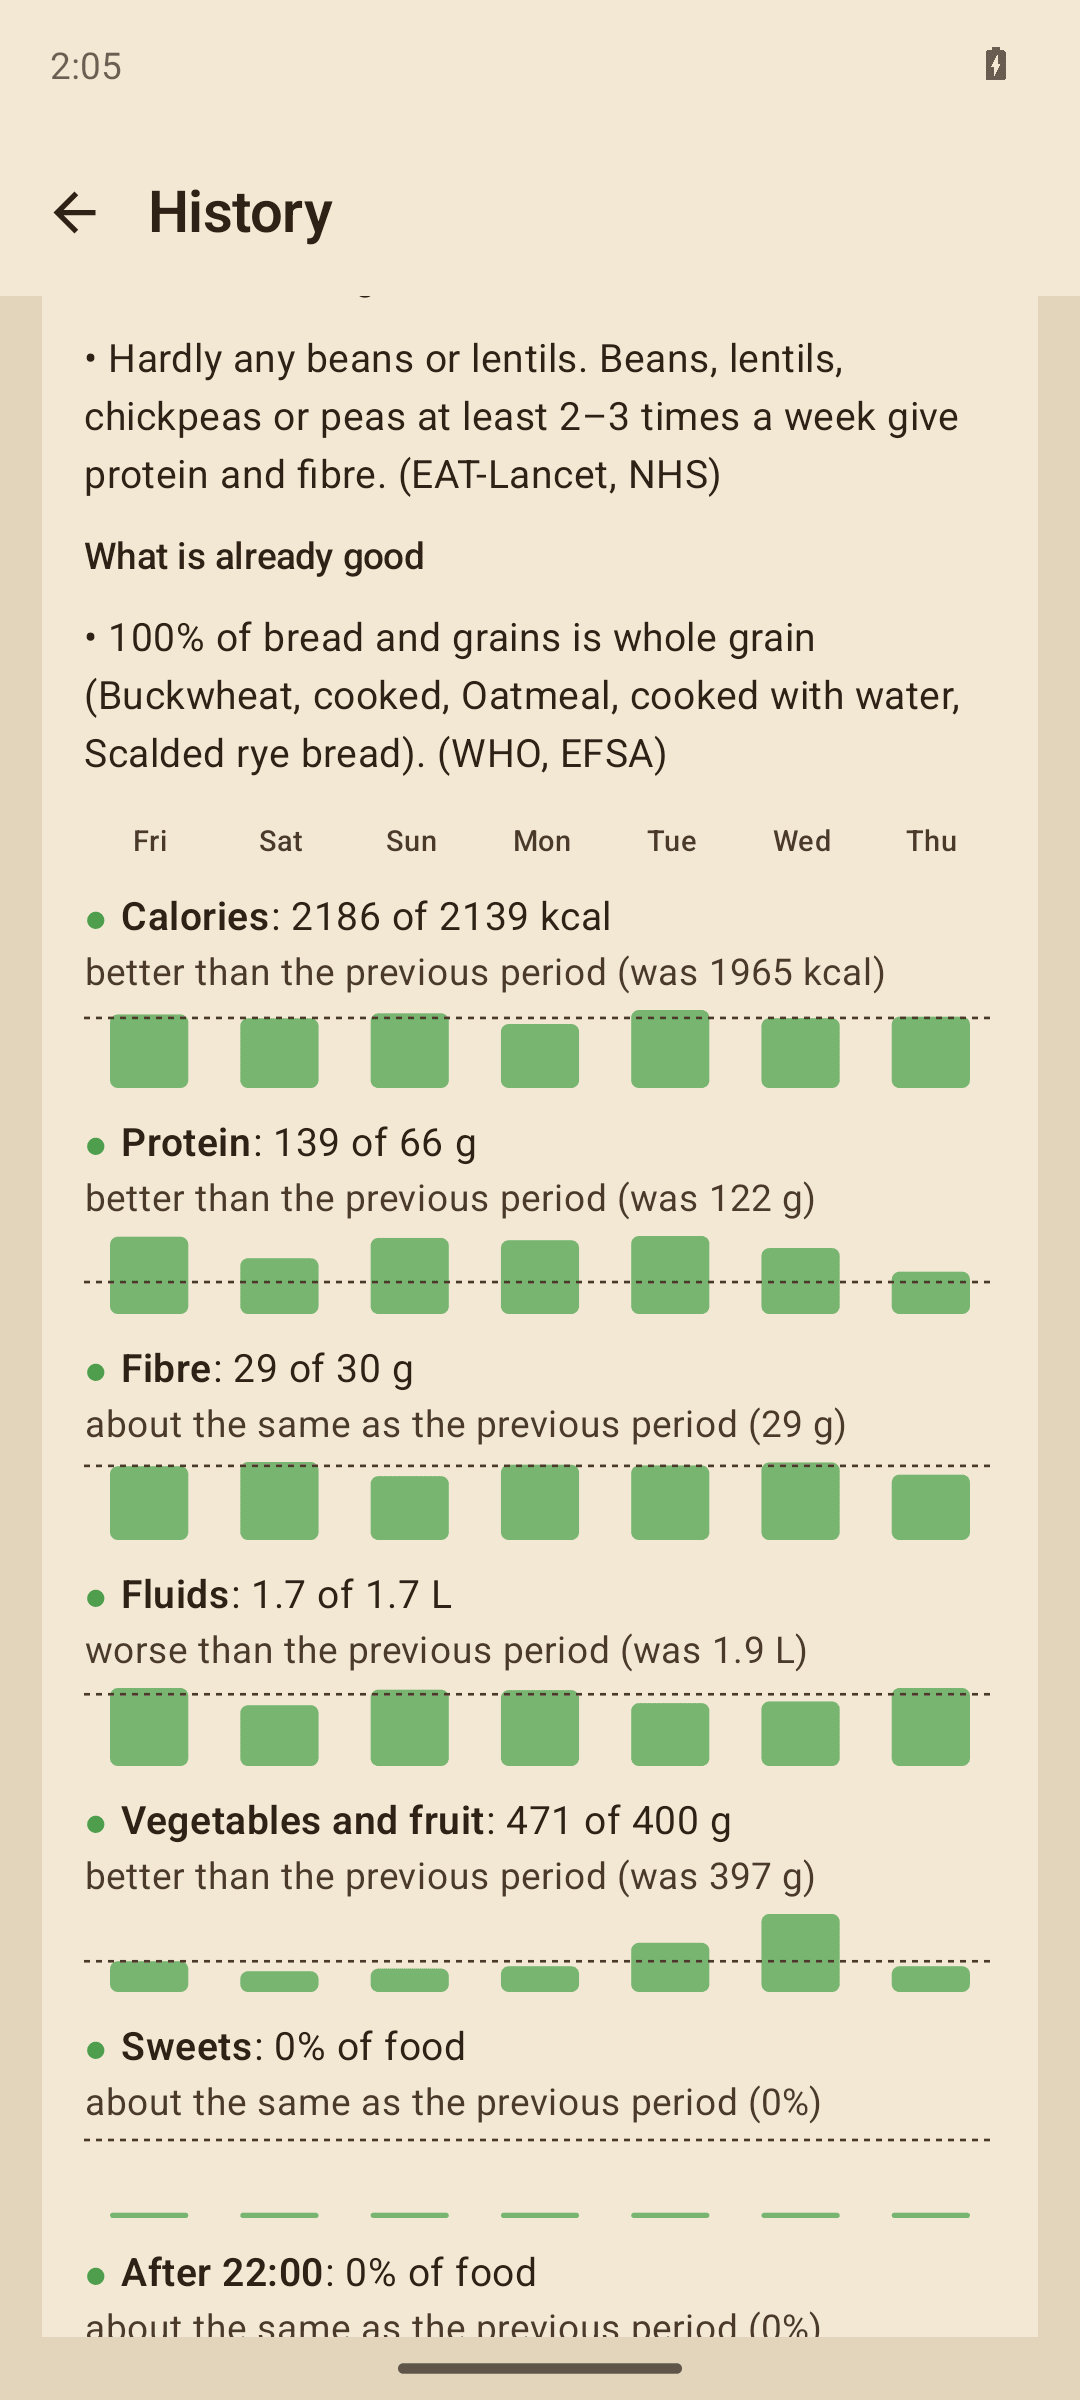 2:05
History
• Hardly any beans or lentils. Beans, lentils,
chickpeas or peas at least 2–3 times a week give
protein and fibre. (EAT-Lancet, NHS)
What is already good
• 100% of bread and grains is whole grain
(Buckwheat, cooked, Oatmeal, cooked with water,
Scalded rye bread). (WHO, EFSA)
Fri Sat Sun Mon Tue Wed Thu
Calories: 2186 of 2139 kcal
better than the previous period (was 1965 kcal)
Protein: 139 of 66 g
better than the previous period (was 122 g)
Fibre: 29 of 30 g
about the same as the previous period (29 g)
Fluids: 1.7 of 1.7 L
worse than the previous period (was 1.9 L)
Vegetables and fruit: 471 of 400 g
better than the previous period (was 397 g)
Sweets: 0% of food
about the same as the previous period (0%)
After 22:00: 0% of food
about the same as the previous period (0%)